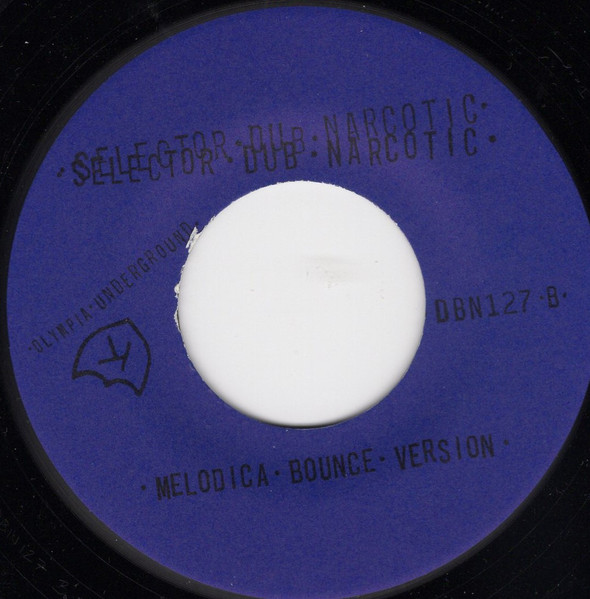 ·SELECTOR·DUB·NARCOTIC·
·SELECTOR·DUB·NARCOTIC·
·OLYMPIA·UNDERGROUND·
K
DBN127·B·
·MELODICA·BOUNCE·VERSION·